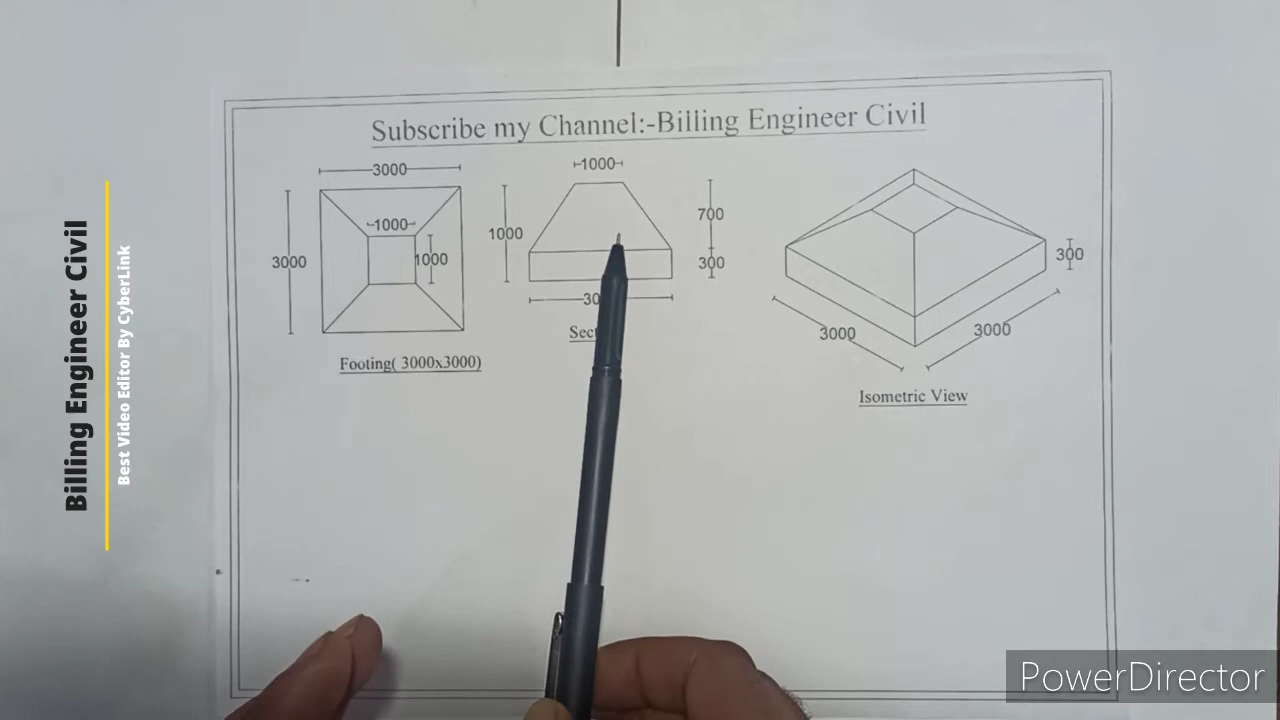 Subscribe my Channel:-Billing Engineer Civil
3000
1000
3000
1000
Footing( 3000x3000)
1000
1000
700
300
300
3000
3000
Isometric View
Billing Engineer Civil
Best Video Editor By CyberLink
PowerDirector